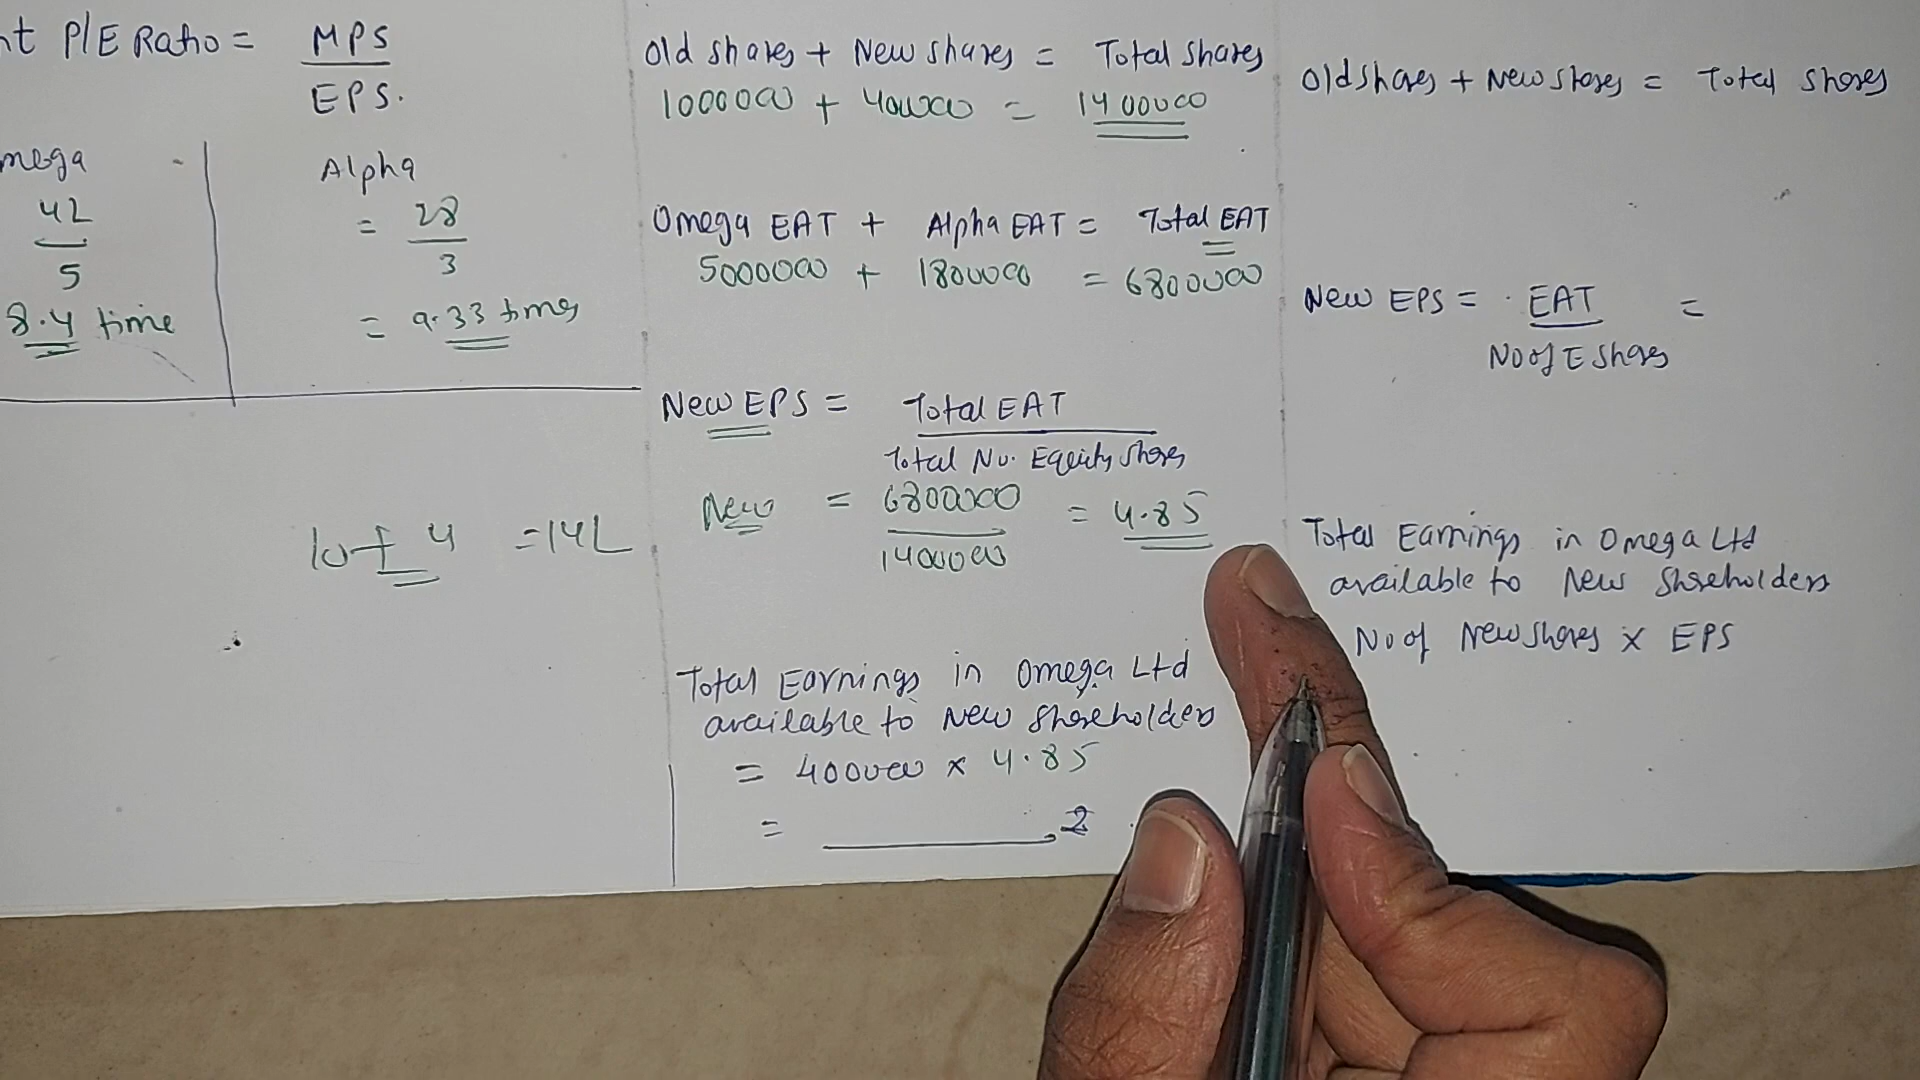 nt P/E Ratio = MPS
EPS.
mega
42
5
8.4 time
Alpha
= 28
3
= 9.33 times
10 + 4 = 14L
Old shares + New shares = Total shares
1000000 + 400000 = 1400000
Omega EAT + Alpha EAT = Total EAT
5000000 + 1800000 = 6800000
New EPS = Total EAT
Total No. Equity shares
New = 6800000 = 4.85
1400000
Total Earnings in Omega Ltd
available to New shareholders
= 400000 x 4.85
=
Old shares + New shares = Total shares
New EPS = EAT =
No of E shares
Total Earnings in Omega Ltd
available to New Shareholders
No of New shares x EPS